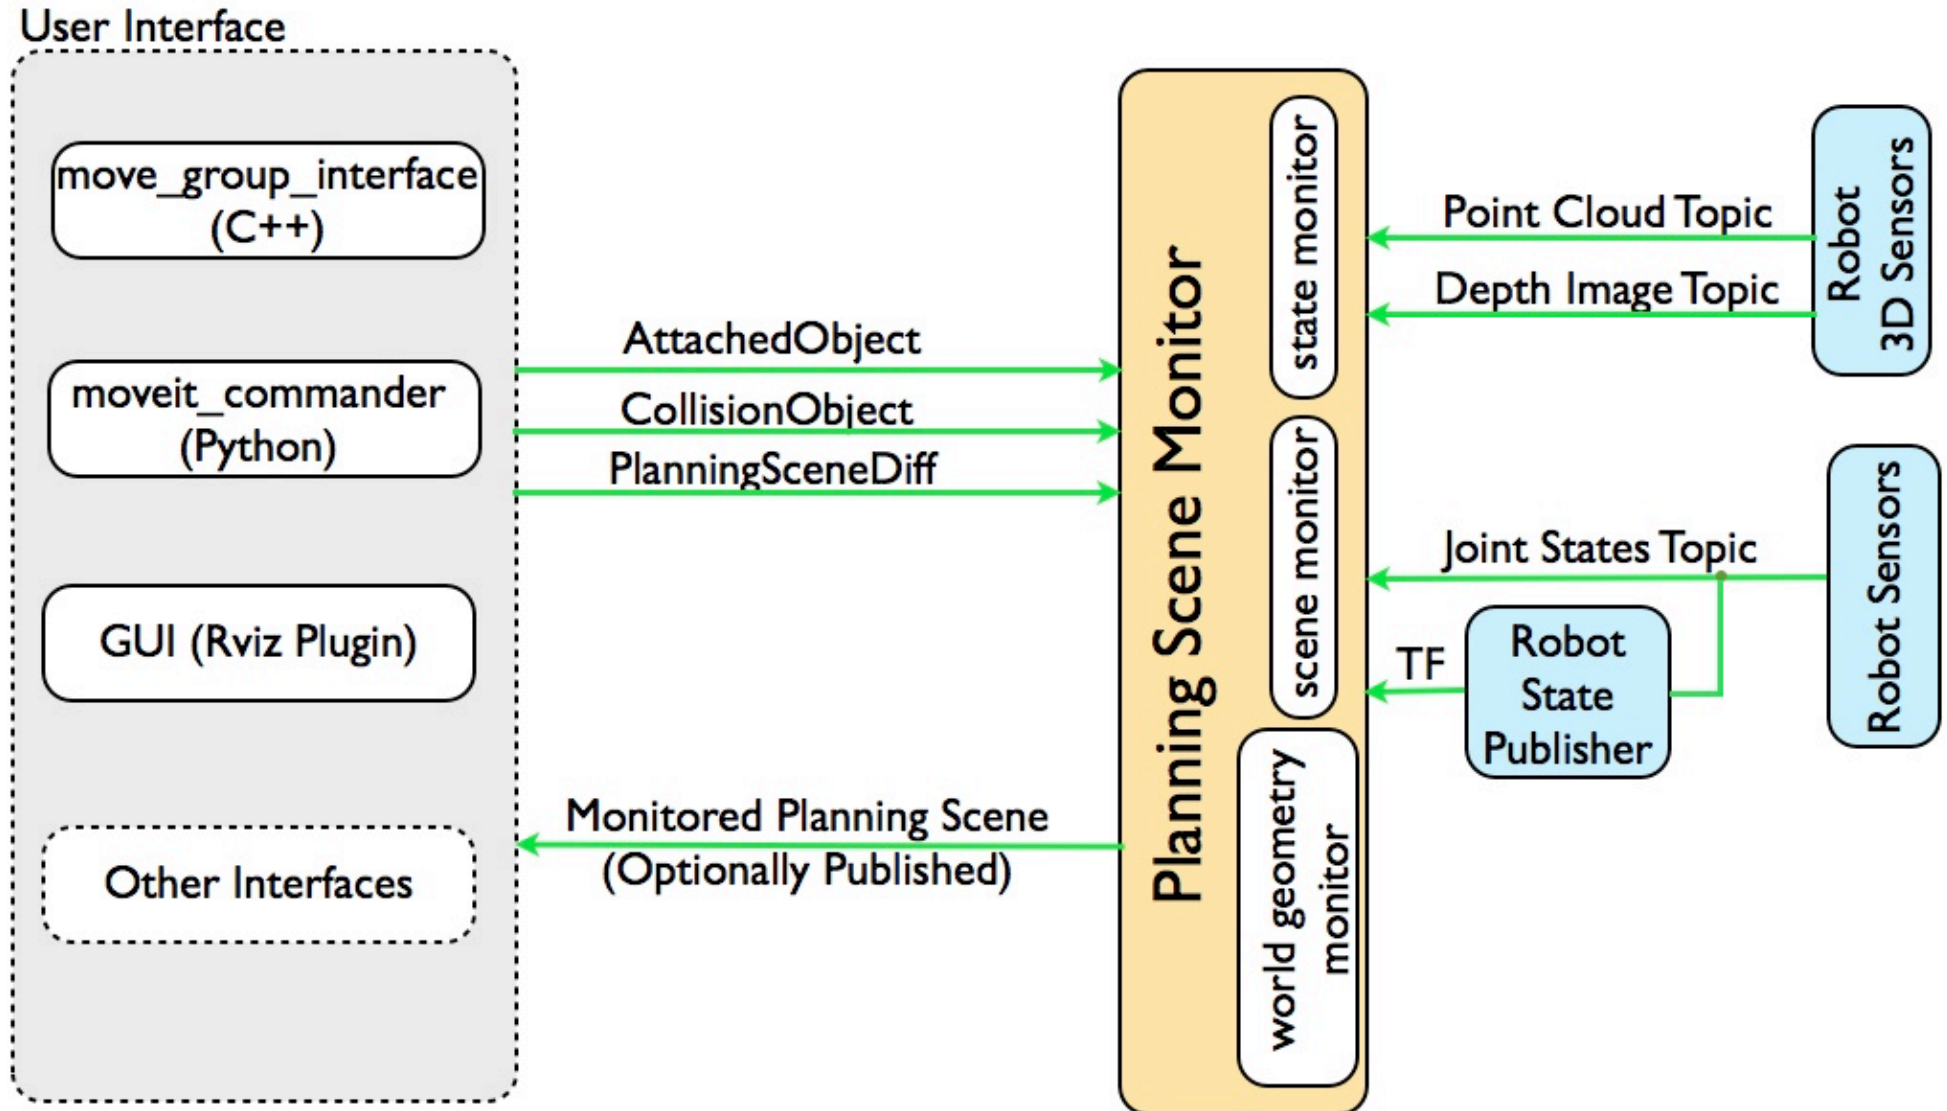 User Interface
move_group_interface
(C++)
moveit_commander
(Python)
GUI (Rviz Plugin)
Other Interfaces
AttachedObject
CollisionObject
PlanningSceneDiff
Monitored Planning Scene
(Optionally Published)
Planning Scene Monitor
state monitor
scene monitor
world geometry
monitor
Point Cloud Topic
Depth Image Topic
Robot
3D Sensors
Joint States Topic
TF
Robot
State
Publisher
Robot Sensors